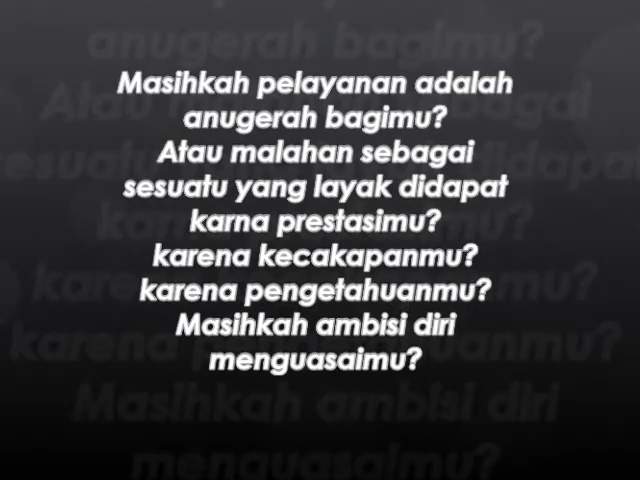 Masihkah pelayanan adalah
anugerah bagimu?
Atau malahan sebagai
sesuatu yang layak didapat
karna prestasimu?
karena kecakapanmu?
karena pengetahuanmu?
Masihkah ambisi diri
menguasaimu?